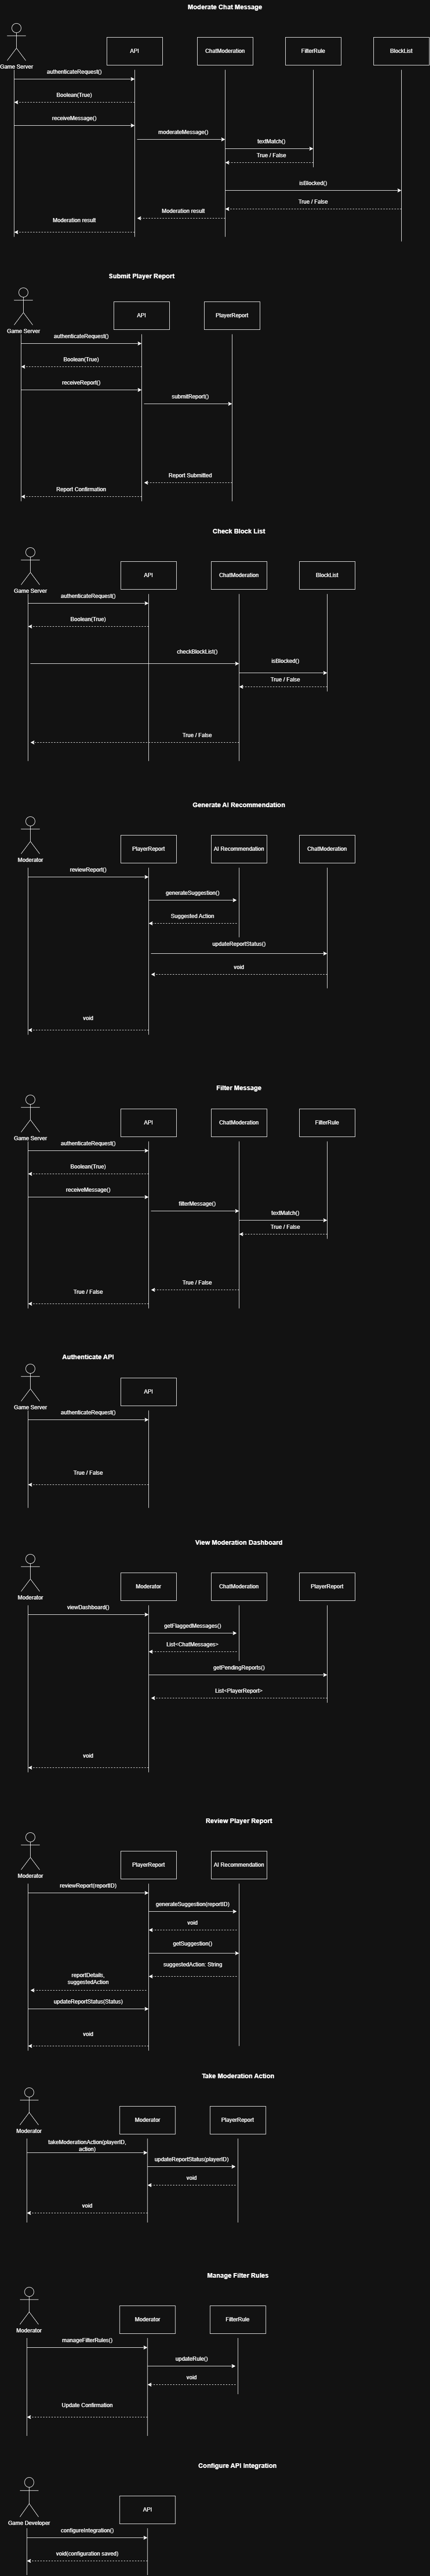 Moderate Chat Message
Game Server
API
ChatModeration
FilterRule
BlockList
authenticateRequest()
Boolean(True)
receiveMessage()
moderateMessage()
textMatch()
True / False
isBlocked()
True / False
Moderation result
Moderation result
Submit Player Report
Game Server
API
PlayerReport
authenticateRequest()
Boolean(True)
receiveReport()
submitReport()
Report Submitted
Report Confirmation
Check Block List
Game Server
API
ChatModeration
BlockList
authenticateRequest()
Boolean(True)
checkBlockList()
isBlocked()
True / False
True / False
Generate AI Recommendation
Moderator
PlayerReport
AI Recommendation
ChatModeration
reviewReport()
generateSuggestion()
Suggested Action
updateReportStatus()
void
void
Filter Message
Game Server
API
ChatModeration
FilterRule
authenticateRequest()
Boolean(True)
receiveMessage()
filterMessage()
textMatch()
True / False
True / False
True / False
Authenticate API
Game Server
API
authenticateRequest()
True / False
View Moderation Dashboard
Moderator
Moderator
ChatModeration
PlayerReport
viewDashboard()
getFlaggedMessages()
List<ChatMessages>
getPendingReports()
List<PlayerReport>
void
Review Player Report
Moderator
PlayerReport
AI Recommendation
reviewReport(reportID)
generateSuggestion(reportID)
void
getSuggestion()
suggestedAction: String
reportDetails,
suggestedAction
updateReportStatus(Status)
void
Take Moderation Action
Moderator
Moderator
PlayerReport
takeModerationAction(playerID,
action)
updateReportStatus(playerID)
void
void
Manage Filter Rules
Moderator
Moderator
FilterRule
manageFilterRules()
updateRule()
void
Update Confirmation
Configure API Integration
Game Developer
API
configureIntegration()
void(configuration saved)